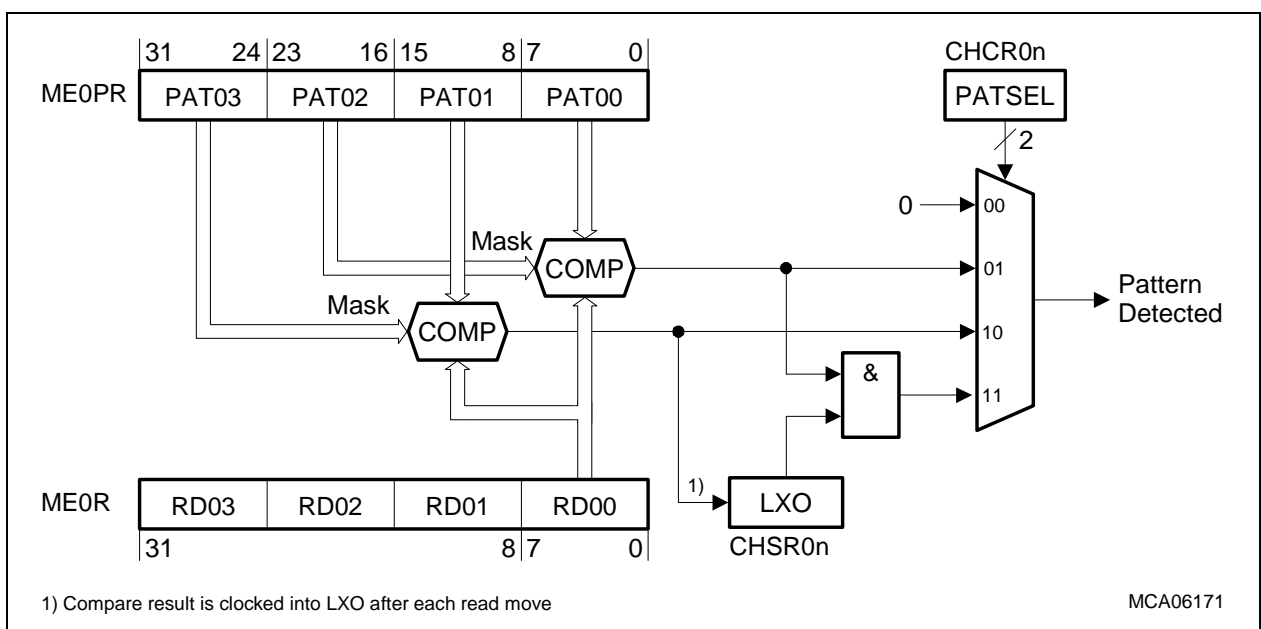 31 24 23 16 15 8 7 0
ME0PR PAT03 PAT02 PAT01 PAT00
CHCR0n
PATSEL
2
0 00
Mask COMP 01
Mask COMP 10
Pattern
Detected
& 11
1) LXO
CHSR0n
ME0R RD03 RD02 RD01 RD00
31 8 7 0
1) Compare result is clocked into LXO after each read move
MCA06171